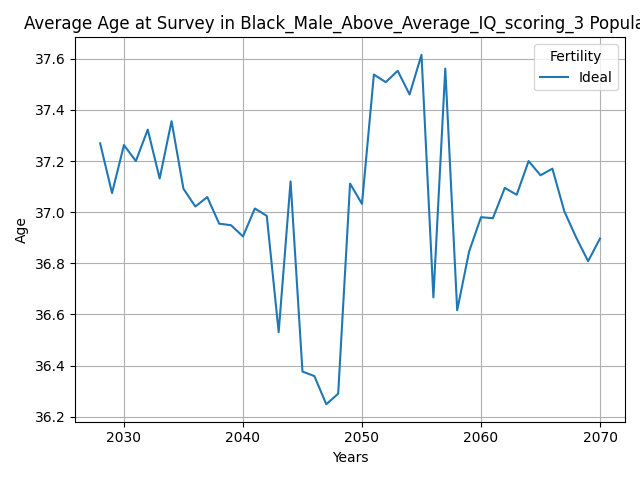 Average Age at Survey in Black_Male_Above_Average_IQ_scoring_3 Popula
Fertility
Ideal
37.6
37.4
37.2
37.0
36.8
36.6
36.4
36.2
Age
2030 2040 2050 2060 2070
Years